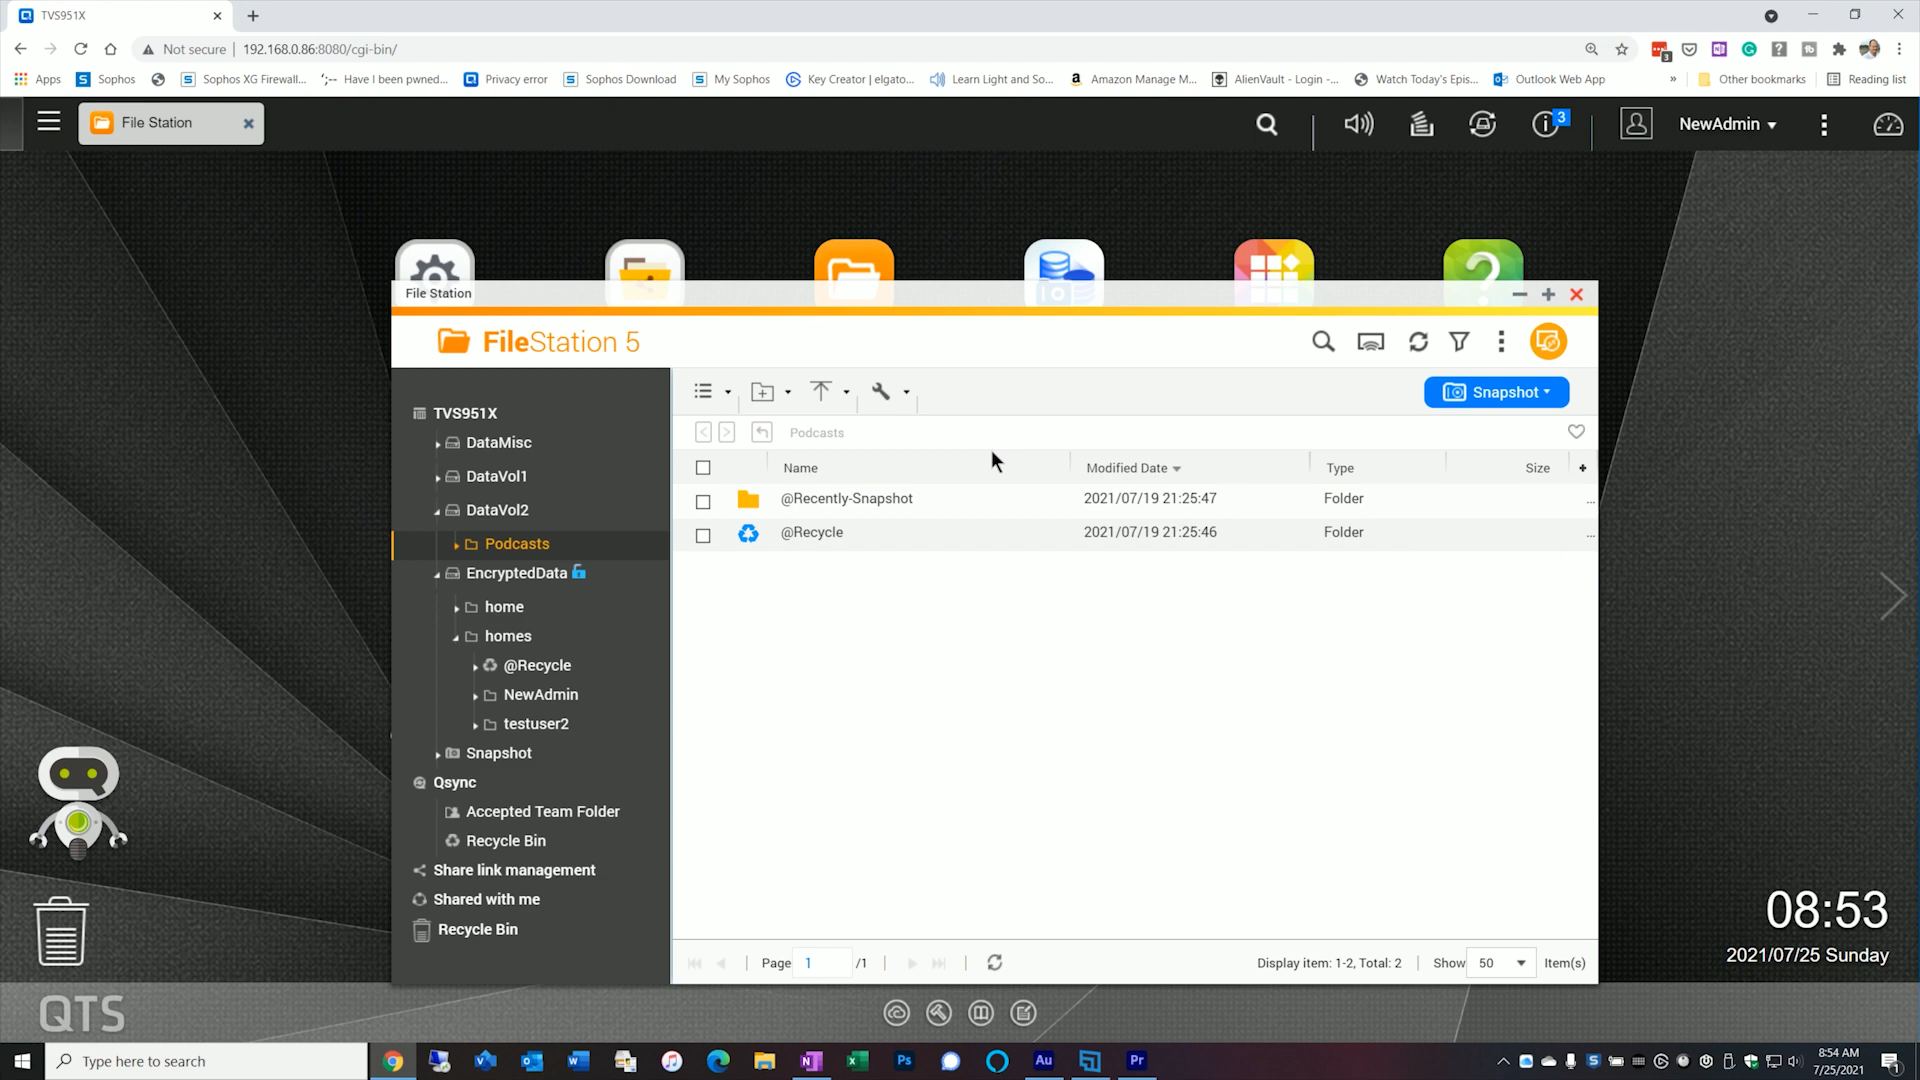 TVS951X
Not secure | 192.168.0.86:8080/cgi-bin/
3
Apps Sophos Sophos XG Firewall... Have I been pwned... Privacy error Sophos Download My Sophos Key Creator | elgato... Learn Light and So... Amazon Manage M... AlienVault - Login -... Watch Today's Epis... Outlook Web App » Other bookmarks Reading list
File Station
3
NewAdmin
File Station
FileStation 5
Snapshot
Podcasts
Name Modified Date Type Size
@Recently-Snapshot 2021/07/19 21:25:47 Folder ...
@Recycle 2021/07/19 21:25:46 Folder ...
TVS951X
DataMisc
DataVol1
DataVol2
Podcasts
EncryptedData
home
homes
@Recycle
NewAdmin
testuser2
Snapshot
Qsync
Accepted Team Folder
Recycle Bin
Share link management
Shared with me
Recycle Bin
Page 1 /1
Display item: 1-2, Total: 2 | Show 50 Item(s)
08:53
2021/07/25 Sunday
QTS
Type here to search
Ps
Au
Pr
8:54 AM
7/25/2021
1